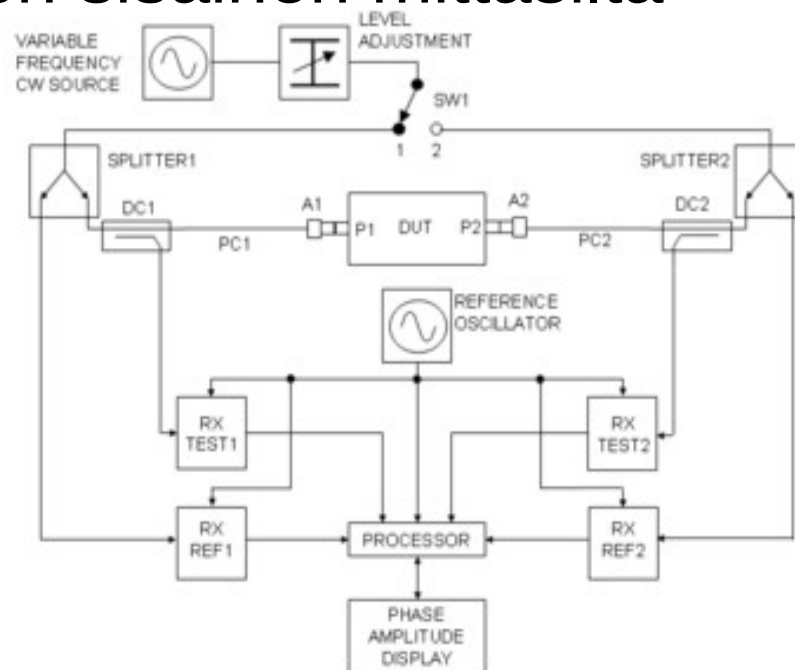 VARIABLE
FREQUENCY
CW SOURCE
LEVEL
ADJUSTMENT
SW1
1 2
SPLITTER1
SPLITTER2
DC1
A1
A2
DC2
P1 DUT P2
PC1
PC2
REFERENCE
OSCILLATOR
RX
TEST1
RX
TEST2
RX
REF1
PROCESSOR
RX
REF2
PHASE
AMPLITUDE
DISPLAY